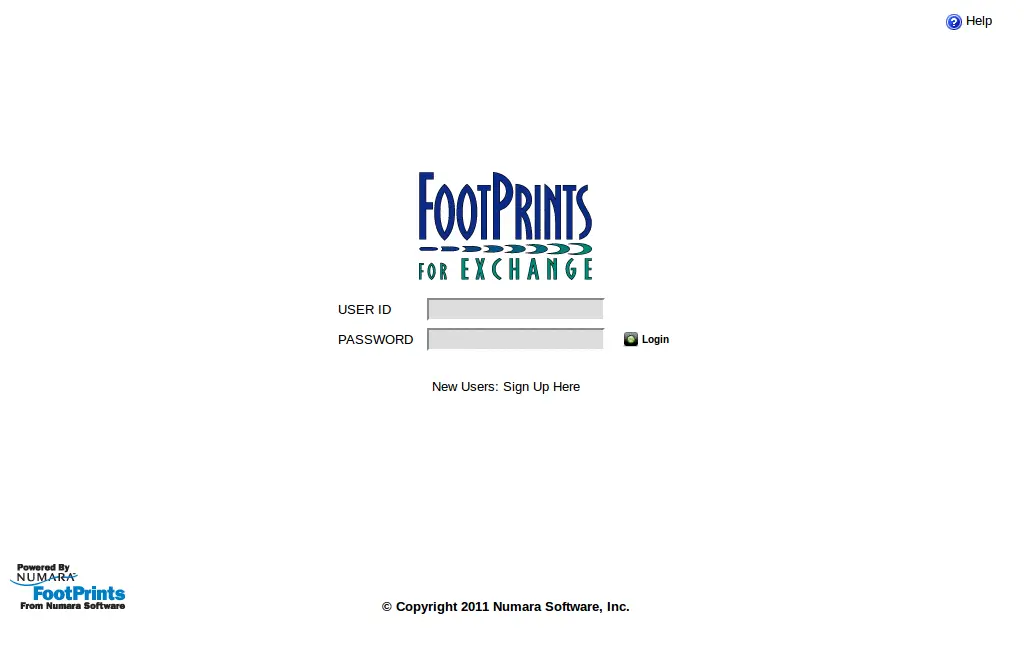 Help
FOOTPRINTS
FOR EXCHANGE
USER ID
PASSWORD
Login
New Users: Sign Up Here
Powered By
NUMARA
FootPrints
From Numara Software
© Copyright 2011 Numara Software, Inc.